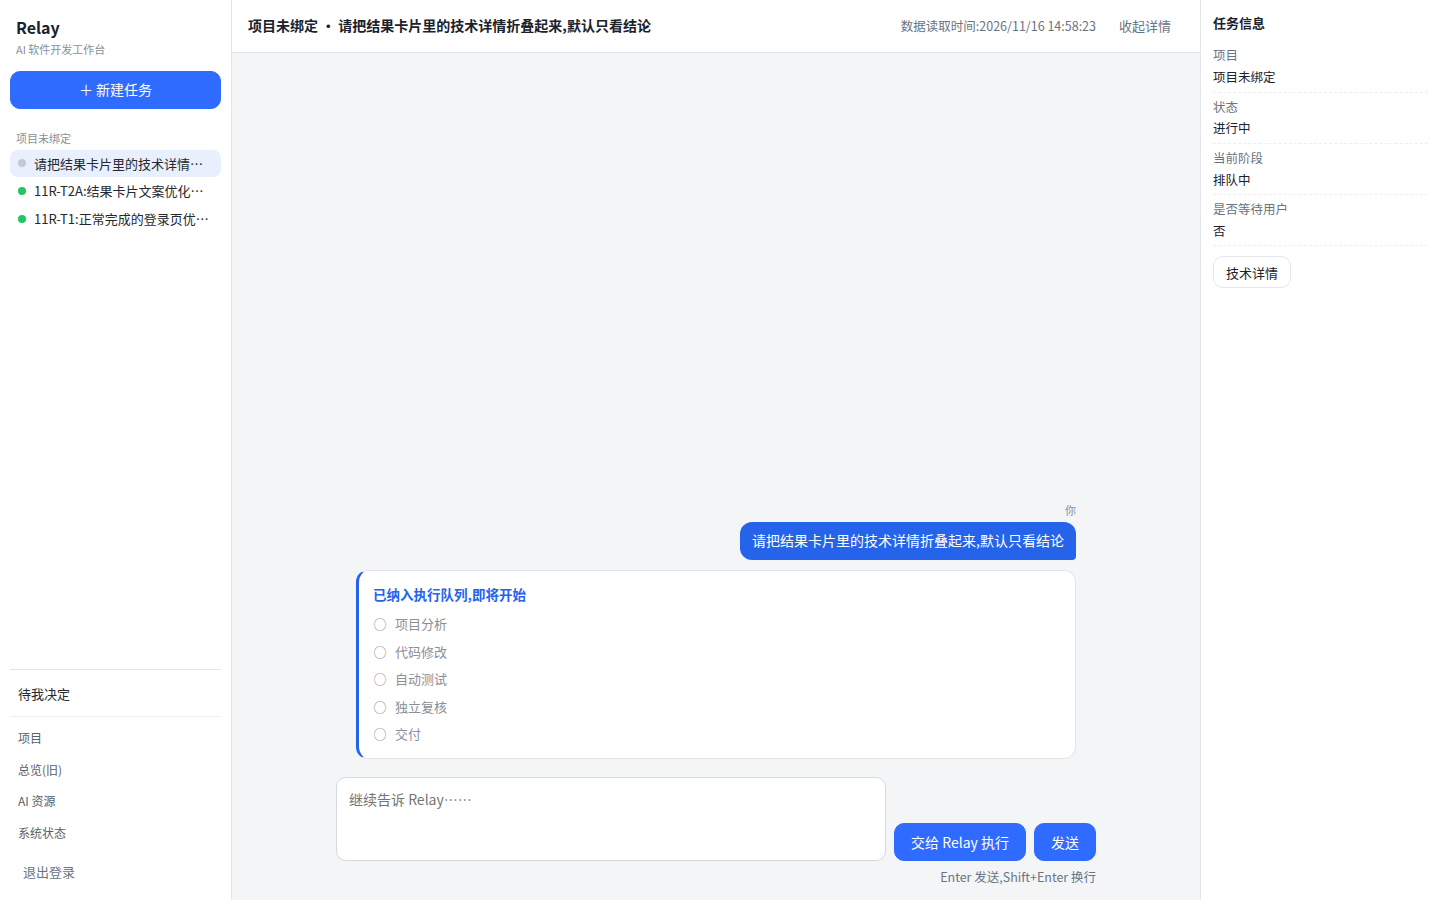 Relay
AI 软件开发工作台
＋ 新建任务
项目未绑定
请把结果卡片里的技术详情…
11R-T2A:结果卡片文案优化…
11R-T1:正常完成的登录页优…
待我决定
项目
总览(旧)
AI 资源
系统状态
退出登录
项目未绑定 · 请把结果卡片里的技术详情折叠起来,默认只看结论
数据读取时间:2026/11/16 14:58:23
收起详情
你
请把结果卡片里的技术详情折叠起来,默认只看结论
已纳入执行队列,即将开始
项目分析
代码修改
自动测试
独立复核
交付
继续告诉 Relay……
交给 Relay 执行
发送
Enter 发送,Shift+Enter 换行
任务信息
项目
项目未绑定
状态
进行中
当前阶段
排队中
是否等待用户
否
技术详情